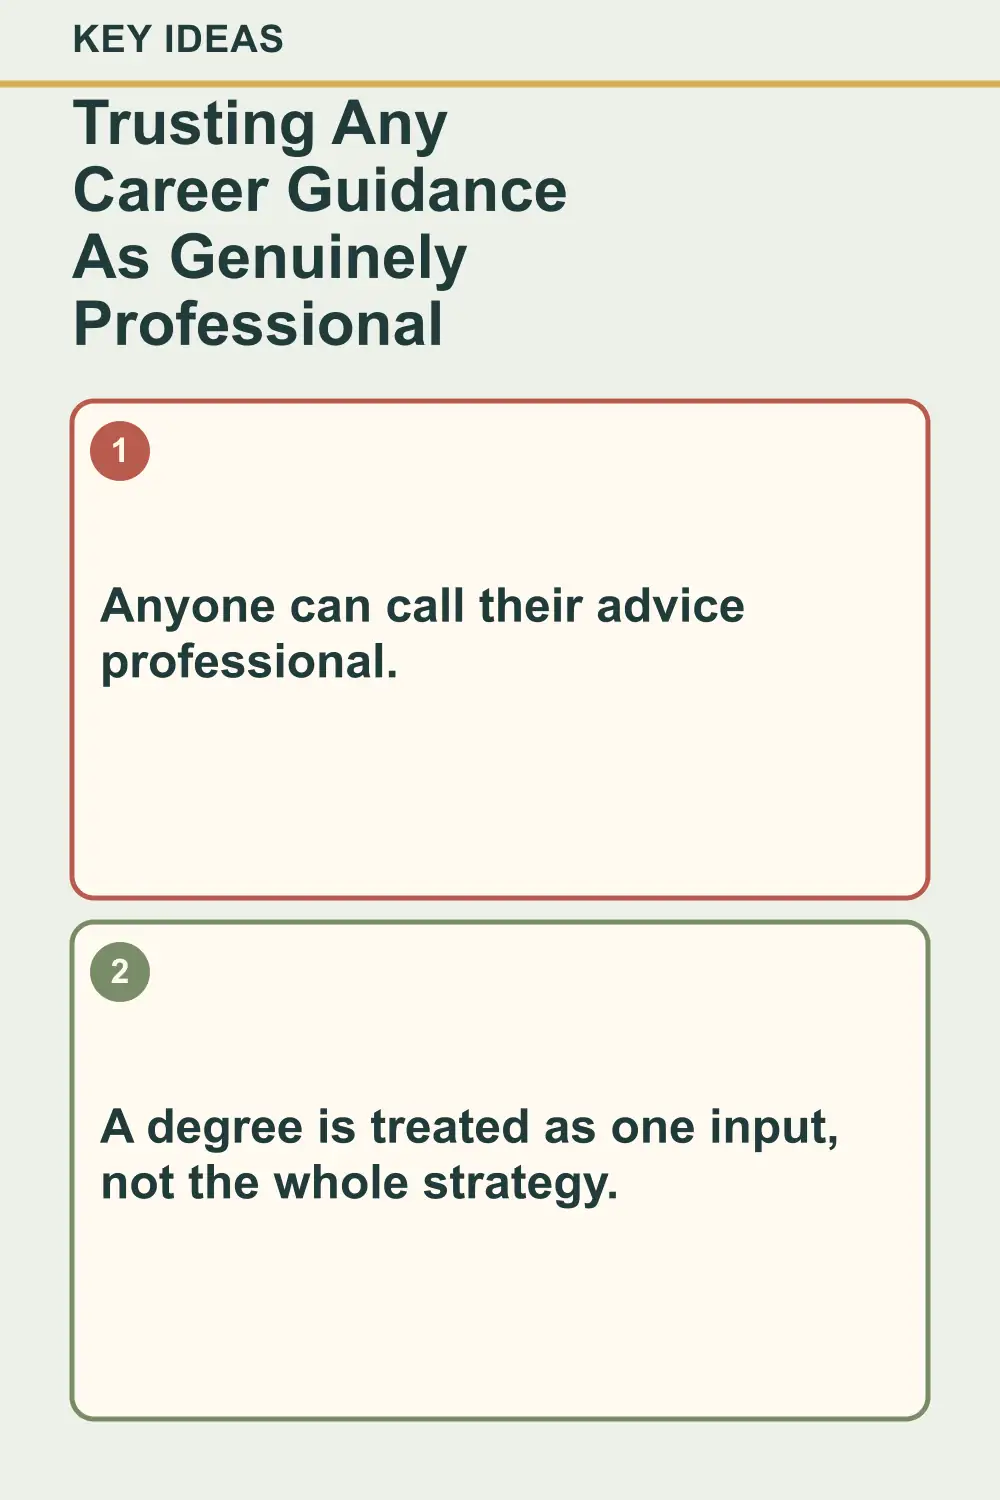 KEY IDEAS
Trusting Any
Career Guidance
As Genuinely
Professional
1
Anyone can call their advice
professional.
2
A degree is treated as one input,
not the whole strategy.